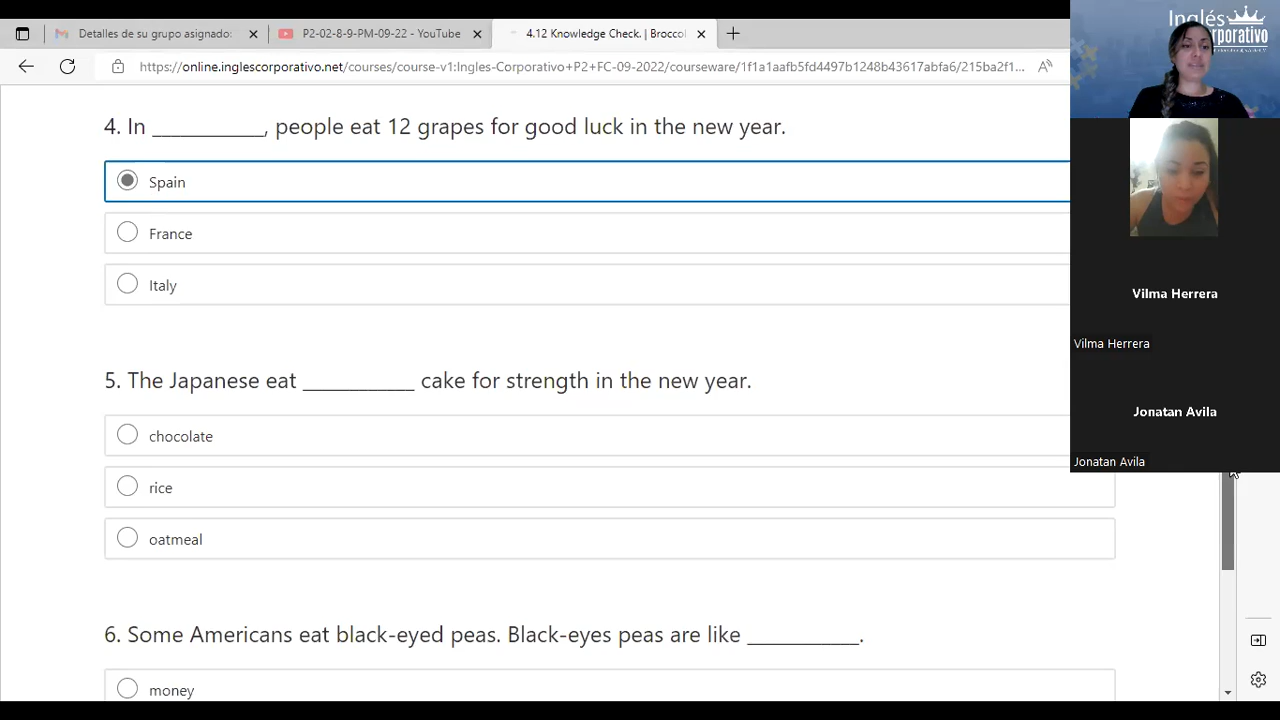 Detalles de su grupo asignado:
P2-02-8-9-PM-09-22 - YouTube
4.12 Knowledge Check. | Broccol
https://online.inglescorporativo.net/courses/course-v1:Ingles-Corporativo+P2+FC-09-2022/courseware/1f1a1aafb5fd4497b1248b43617abfa6/215ba2f1...
Inglés
4. In ____________, people eat 12 grapes for good luck in the new year.
Spain
France
Italy
5. The Japanese eat ____________ cake for strength in the new year.
chocolate
rice
oatmeal
6. Some Americans eat black-eyed peas. Black-eyes peas are like ____________.
money
Vilma Herrera
Vilma Herrera
Jonatan Avila
Jonatan Avila